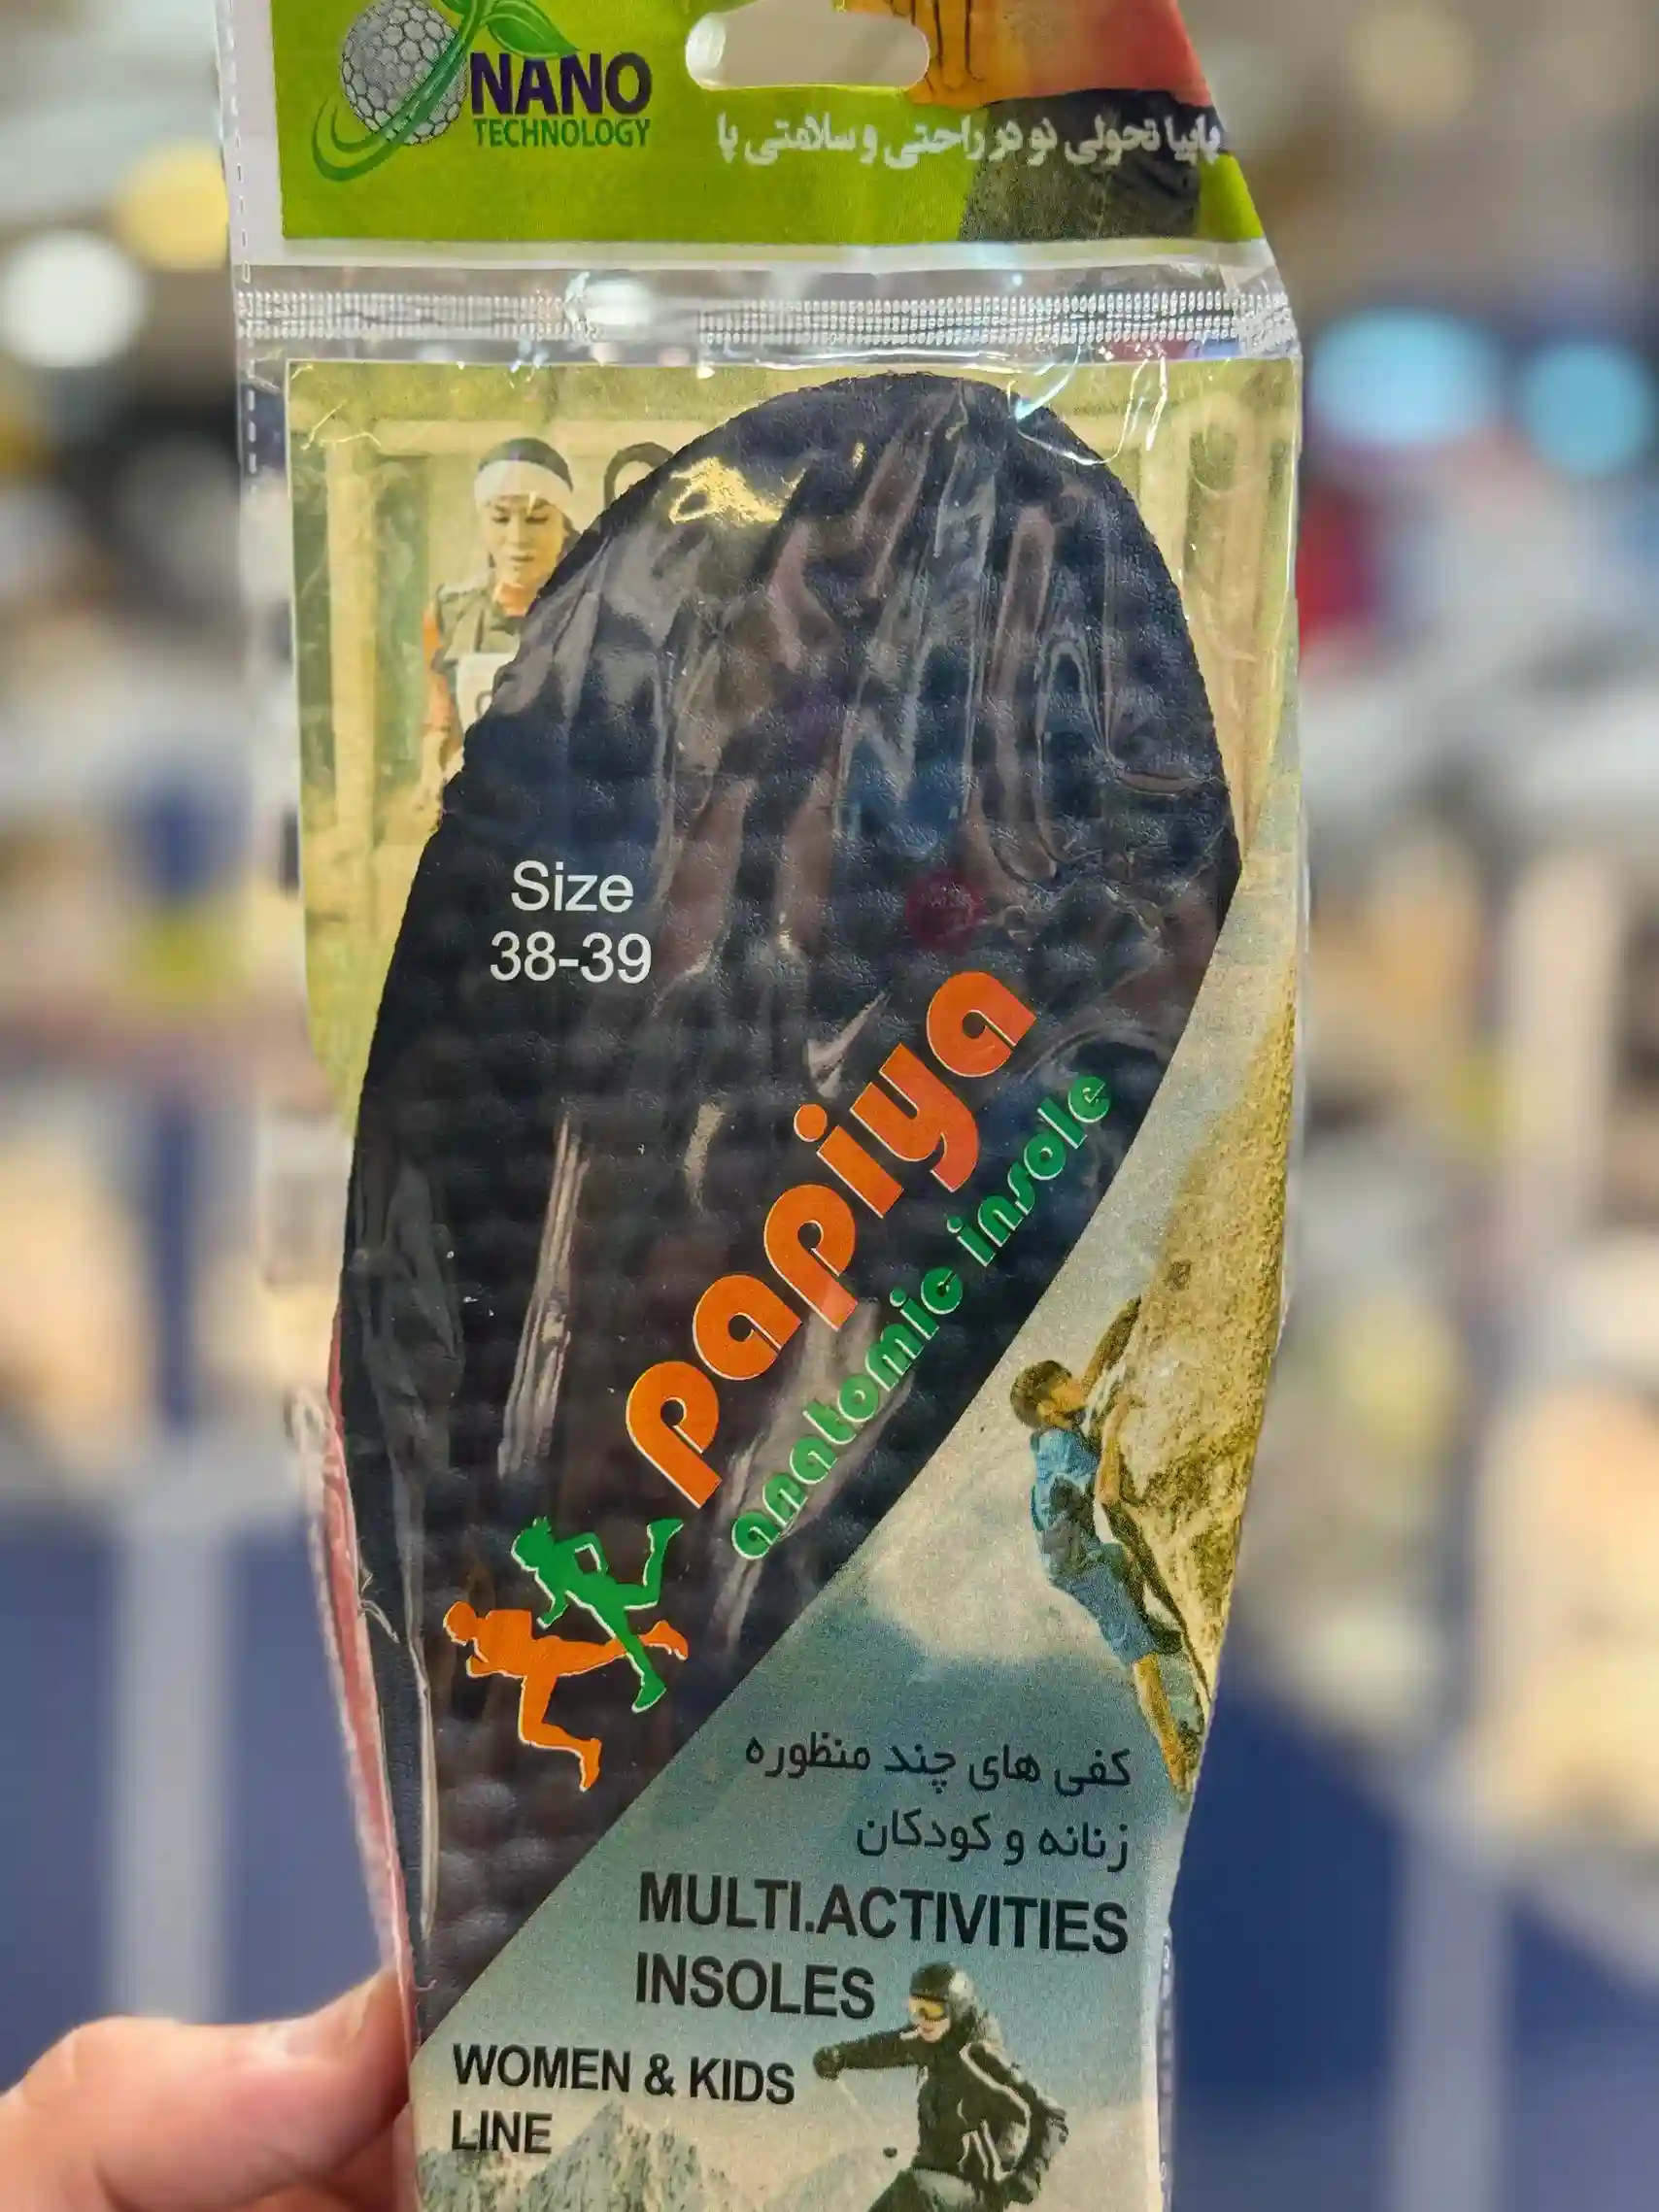 NANO
TECHNOLOGY
پاپیا تحولی نو در راحتی و سلامتی پا
Size
38-39
papiya
anatomic insole
کفی های چند منظوره
زنانه و کودکان
MULTI.ACTIVITIES
INSOLES
WOMEN & KIDS
LINE